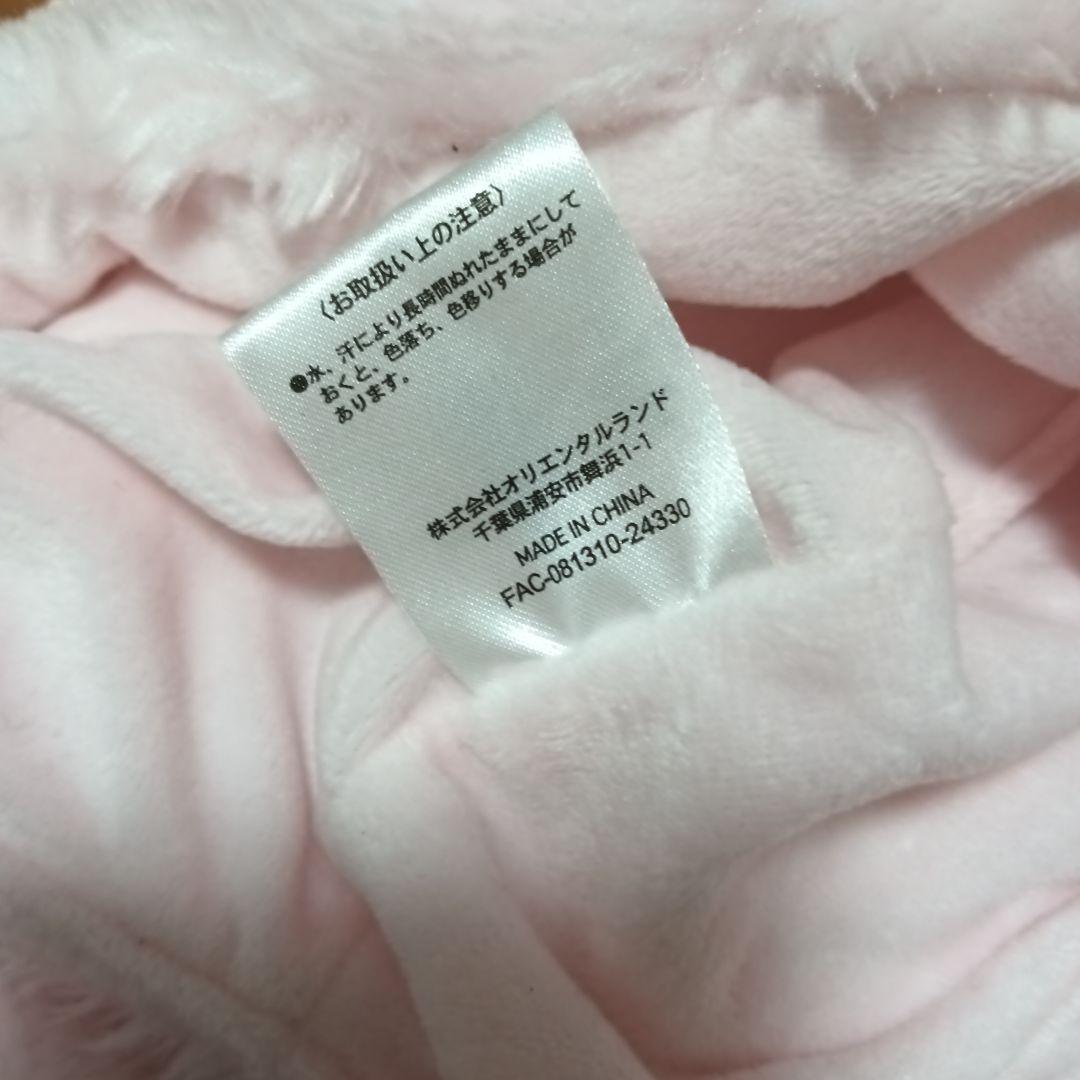 〈お取扱い上の注意〉
●水、汗により長時間ぬれたままにして
おくと、色落ち、色移りする場合が
あります。
株式会社オリエンタルランド
千葉県浦安市舞浜1-1
MADE IN CHINA
FAC-081310-24330